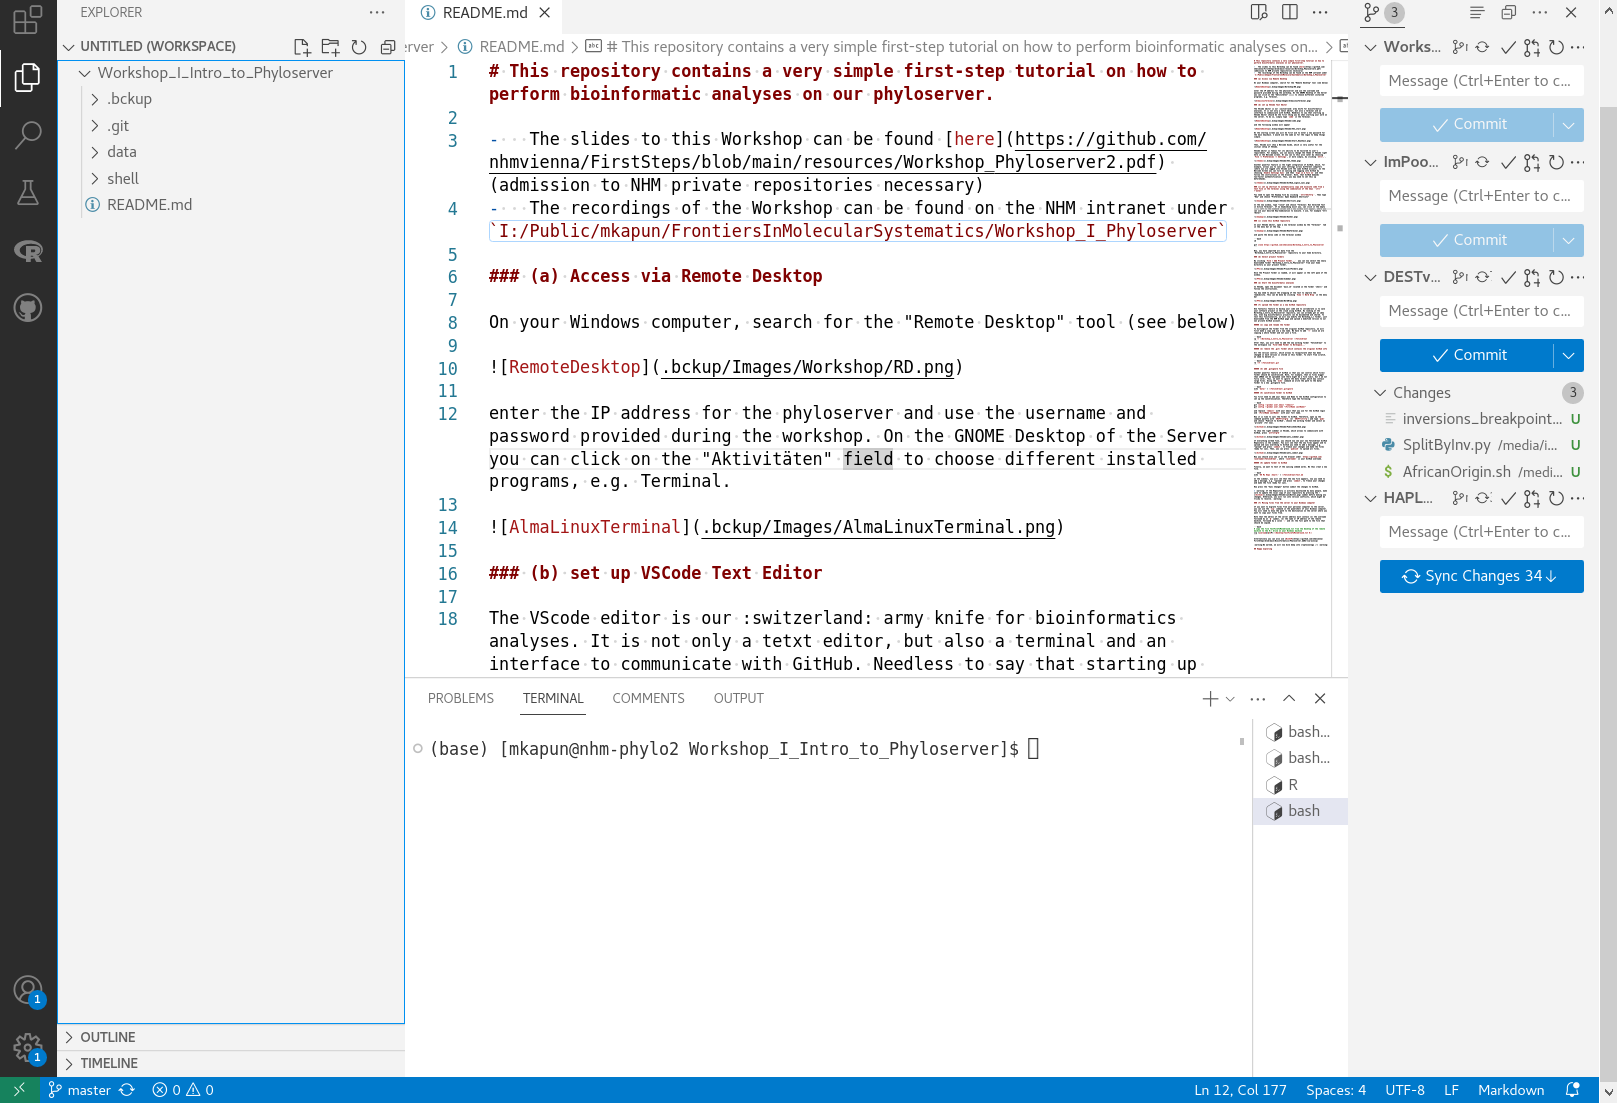 EXPLORER
UNTITLED (WORKSPACE)
Workshop_I_Intro_to_Phyloserver
.bckup
.git
data
shell
README.md
OUTLINE
TIMELINE
1
1
README.md
erver > README.md > # This repository contains a very simple first-step tutorial on how to perform bioinformatic analyses on... >
1 # This repository contains a very simple first-step tutorial on how to
perform bioinformatic analyses on our phyloserver.
2
3 - The slides to this Workshop can be found [here](https://github.com/
nhmvienna/FirstSteps/blob/main/resources/Workshop_Phyloserver2.pdf)
(admission to NHM private repositories necessary)
4 - The recordings of the Workshop can be found on the NHM intranet under
`I:/Public/mkapun/FrontiersInMolecularSystematics/Workshop_I_Phyloserver`
5
6 ### (a) Access via Remote Desktop
7
8 On your Windows computer, search for the "Remote Desktop" tool (see below)
9
10 ![RemoteDesktop](.bckup/Images/Workshop/RD.png)
11
12 enter the IP address for the phyloserver and use the username and
password provided during the workshop. On the GNOME Desktop of the Server
you can click on the "Aktivitäten" field to choose different installed
programs, e.g. Terminal.
13
14 ![AlmaLinuxTerminal](.bckup/Images/AlmaLinuxTerminal.png)
15
16 ### (b) set up VSCode Text Editor
17
18 The VScode editor is our :switzerland: army knife for bioinformatics
analyses. It is not only a tetxt editor, but also a terminal and an
interface to communicate with GitHub. Needless to say that starting up
PROBLEMS TERMINAL COMMENTS OUTPUT
(base) [mkapun@nhm-phylo2 Workshop_I_Intro_to_Phyloserver]$
bash...
bash...
R
bash
3
Works...
Message (Ctrl+Enter to c...
Commit
ImPoo...
Message (Ctrl+Enter to c...
Commit
DESTv...
Message (Ctrl+Enter to c...
Commit
Changes 3
inversions_breakpoint... U
SplitByInv.py /media/i... U
$ AfricanOrigin.sh /medi... U
HAPL...
Message (Ctrl+Enter to c...
Sync Changes 34↓
master 0 0 Ln 12, Col 177 Spaces: 4 UTF-8 LF Markdown